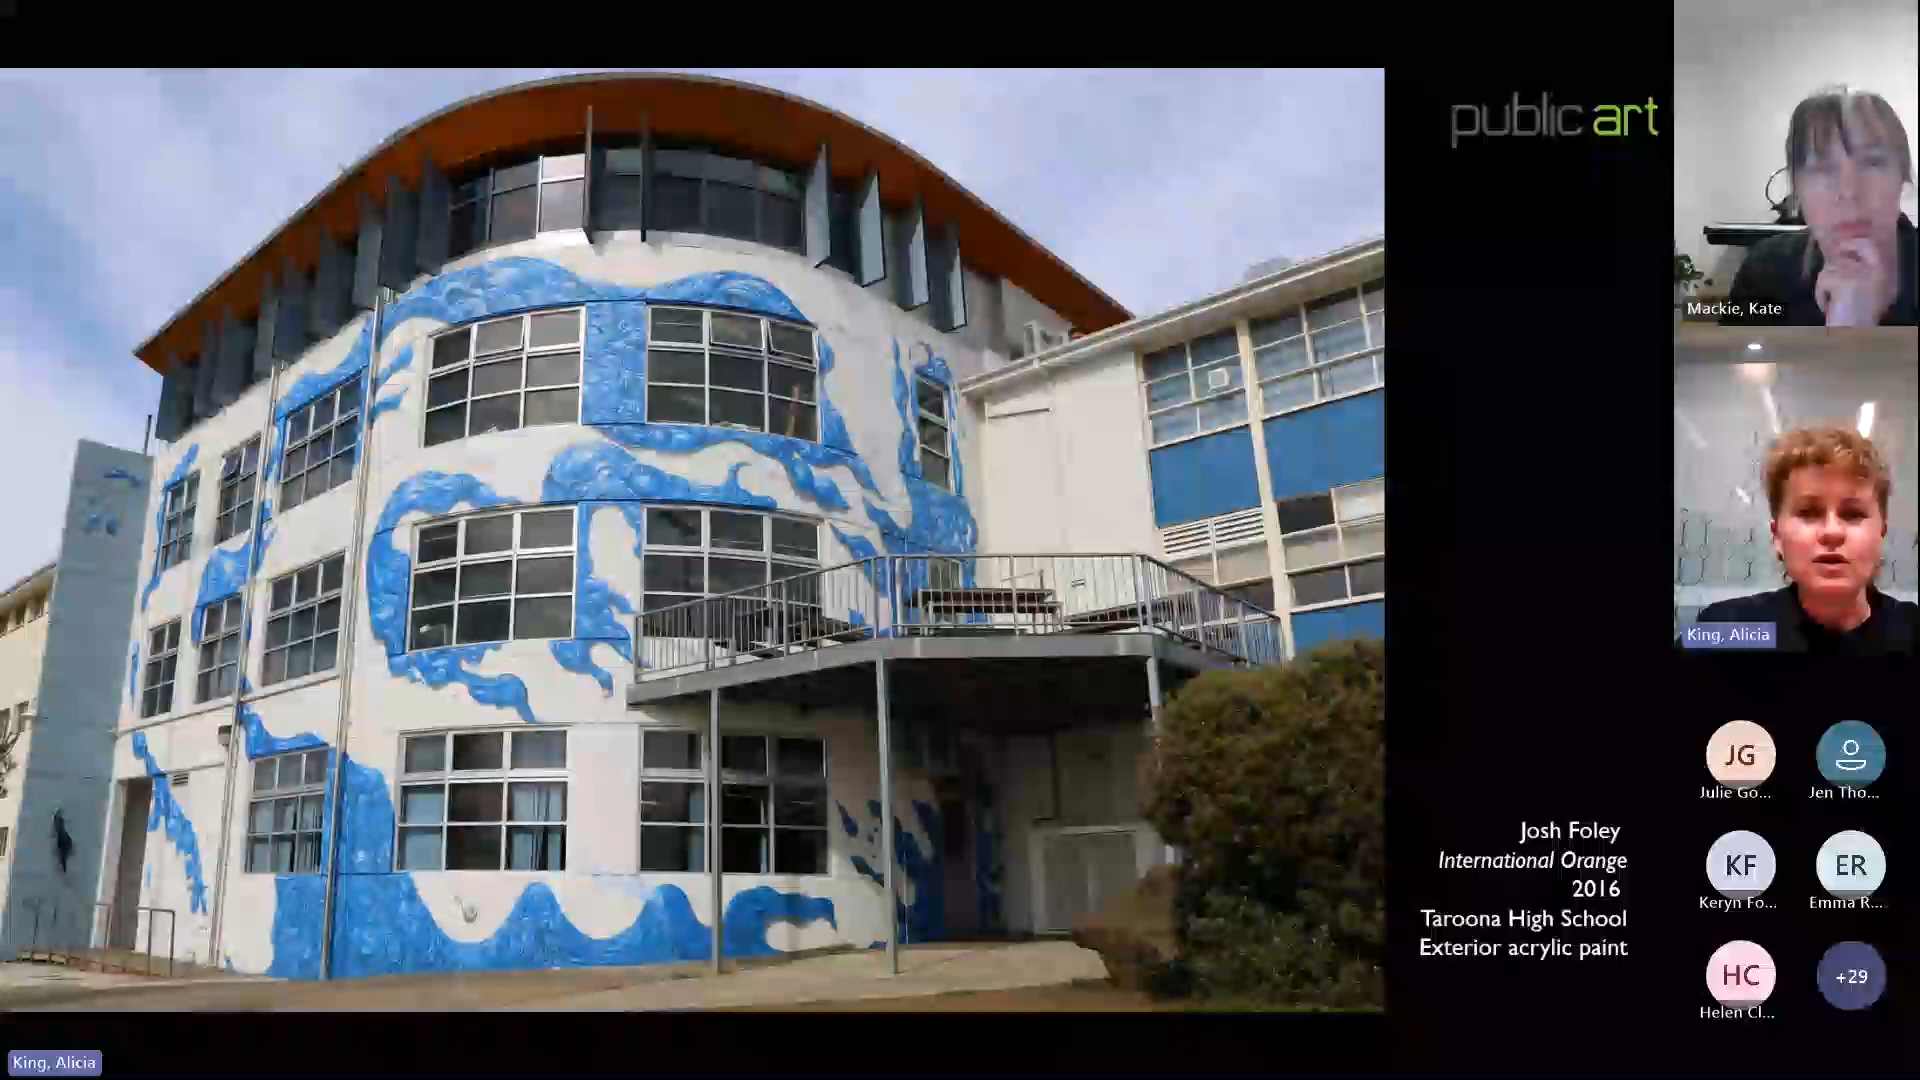 public art
Mackie, Kate
King, Alicia
JG
Julie Go...
Jen Tho...
KF
Keryn Fo...
ER
Emma R...
HC
Helen Cl...
+29
Josh Foley
International Orange
2016
Taroona High School
Exterior acrylic paint
King, Alicia